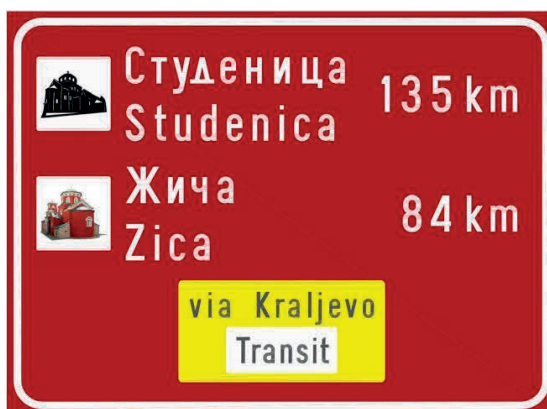 Студеница
Studenica
135 km
Жича
Zica
84 km
via Kraljevo
Transit